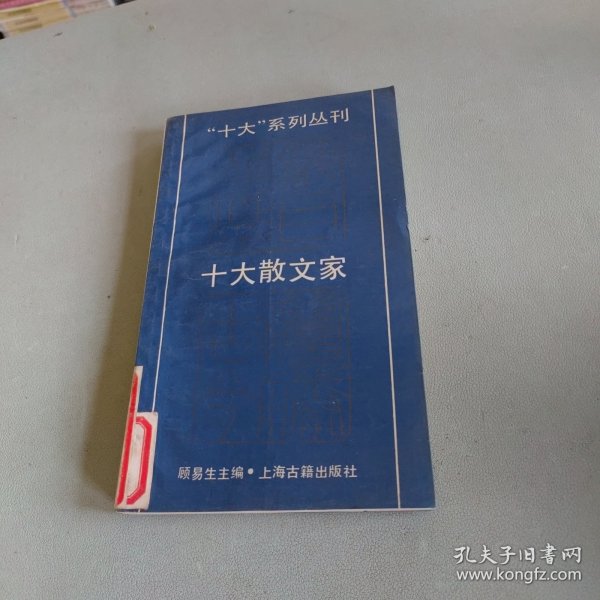 “十大”系列丛刊
十大散文家
顾易生主编·上海古籍出版社
孔夫子旧书网
www.kongfz.com